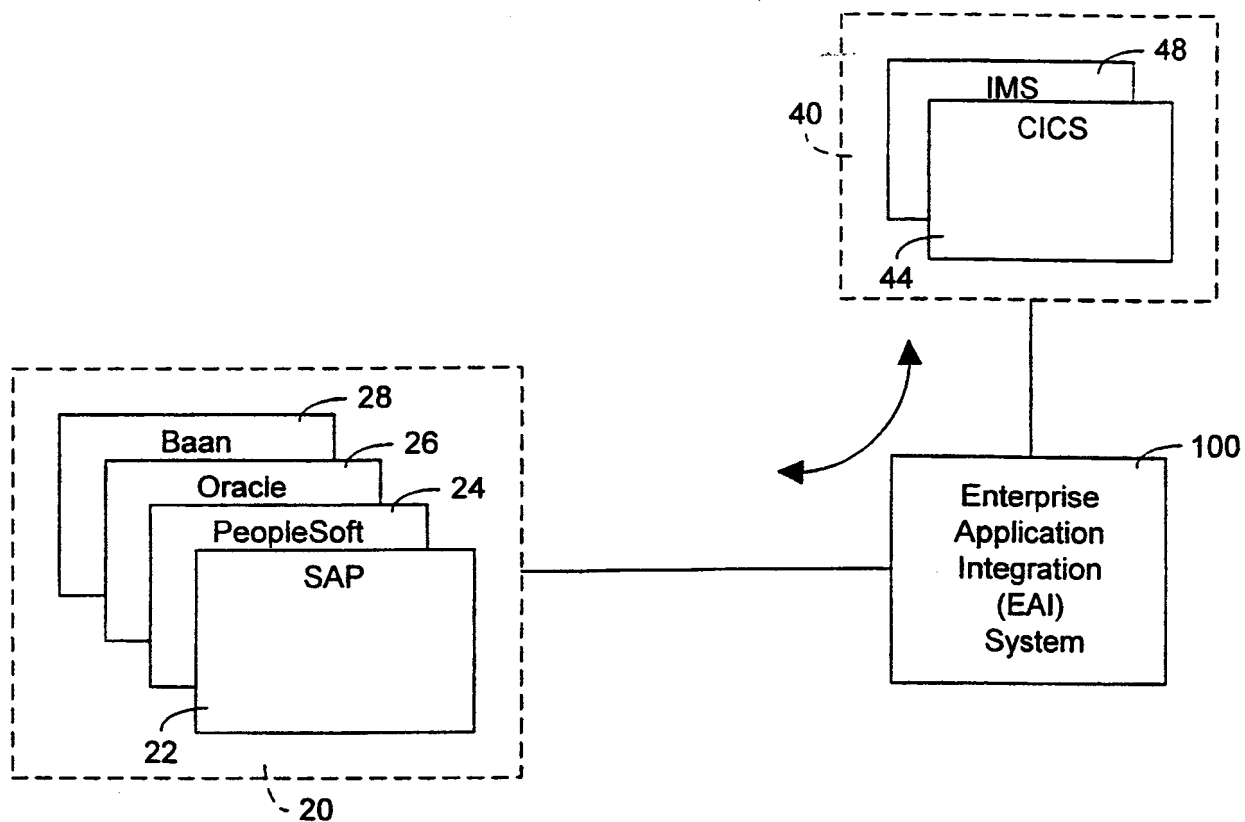 48
IMS
40
CICS
44
28
Baan
26
Oracle
24
PeopleSoft
SAP
22
20
100
Enterprise
Application
Integration
(EAI)
System